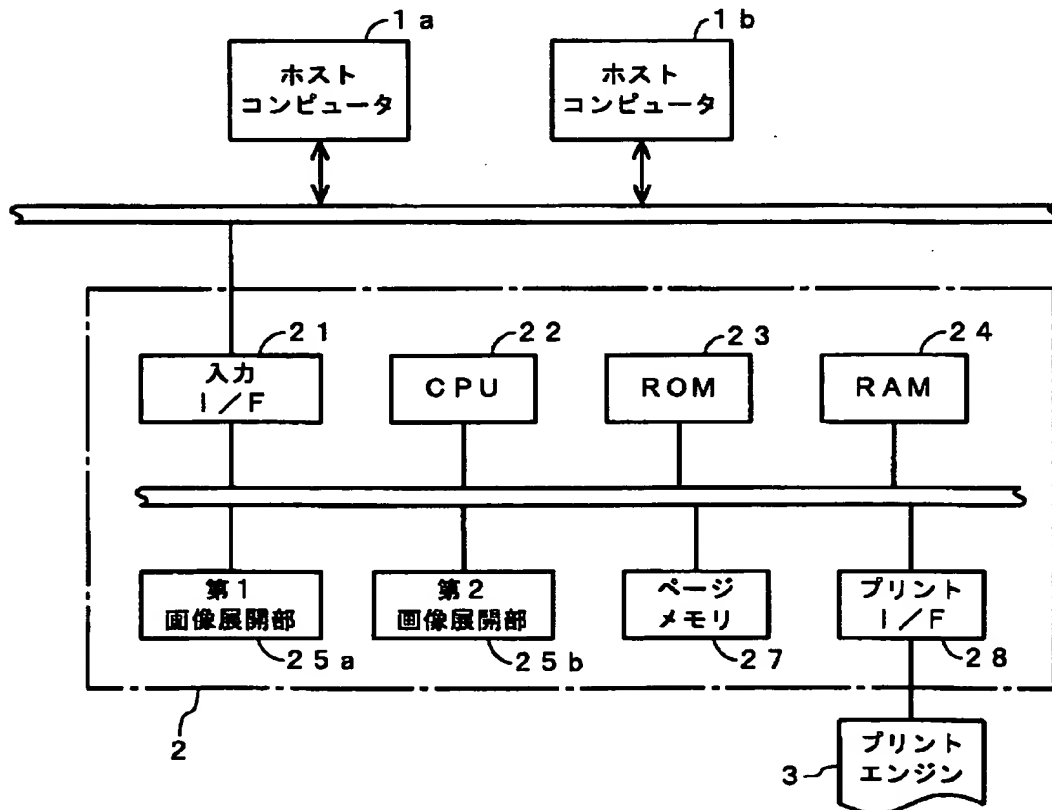 1a
1b
ホスト
コンピュータ
ホスト
コンピュータ
21
22
23
24
入力
I/F
CPU
ROM
RAM
第1
画像展開部
第2
画像展開部
ページ
メモリ
プリント
I/F
25a
25b
27
28
2
3
プリント
エンジン